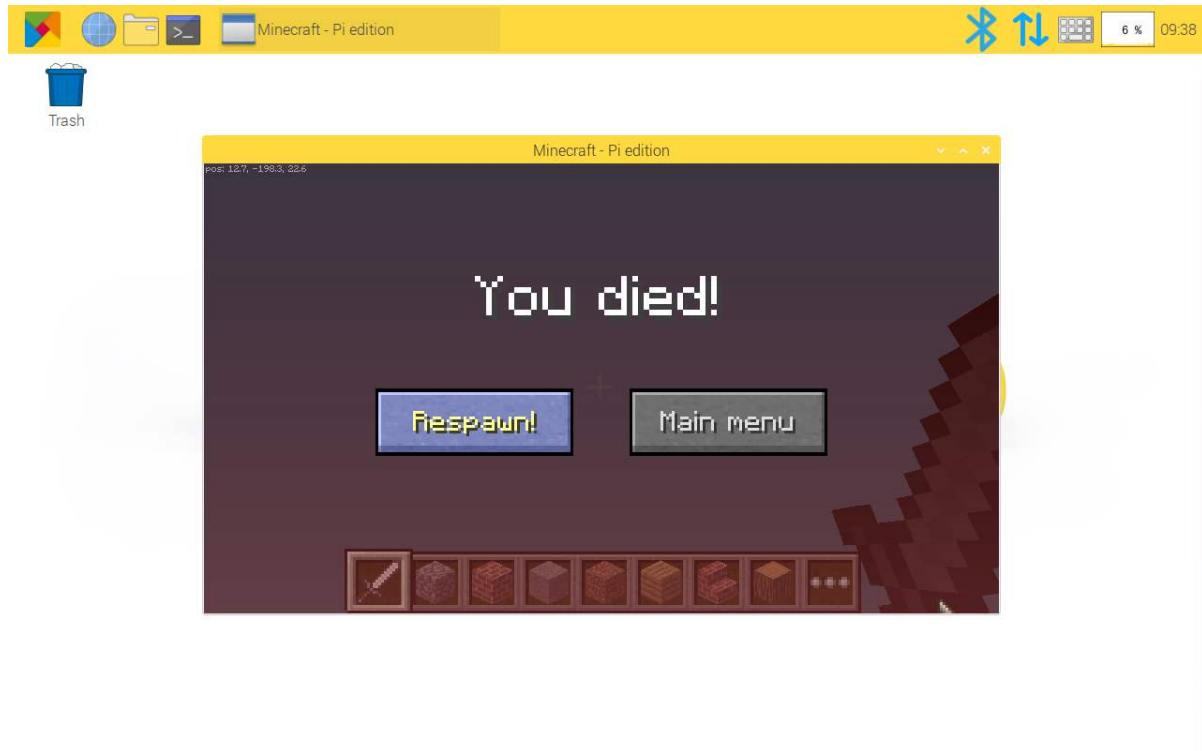 Minecraft - Pi edition
6 %
09:38
Trash
Minecraft - Pi edition
pos: 12.7, -198.3, 22.6
You died!
Respawn!
Main menu